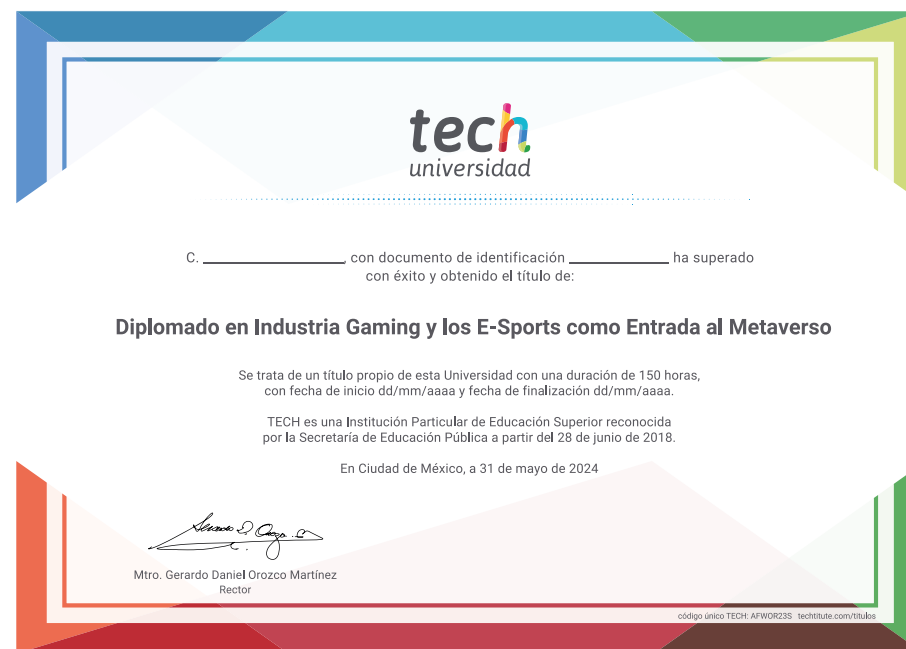 tech
universidad
C. ____________________, con documento de identificación ______________ ha superado
con éxito y obtenido el título de:
Diplomado en Industria Gaming y los E-Sports como Entrada al Metaverso
Se trata de un título propio de esta Universidad con una duración de 150 horas,
con fecha de inicio dd/mm/aaaa y fecha de finalización dd/mm/aaaa.
TECH es una Institución Particular de Educación Superior reconocida
por la Secretaría de Educación Pública a partir del 28 de junio de 2018.
En Ciudad de México, a 31 de mayo de 2024
Mtro. Gerardo Daniel Orozco Martínez
Rector
código único TECH: AFWOR23S techtitute.com/titulos